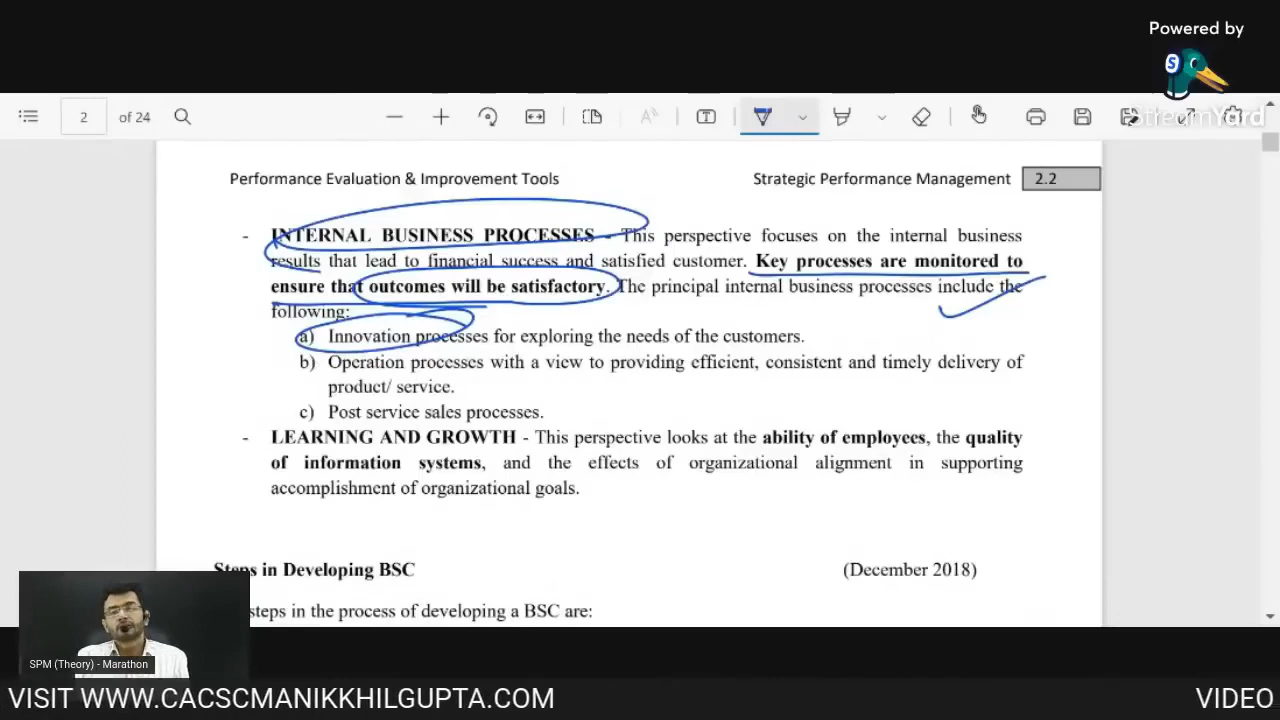 Powered by
S
2 of 24
StreamYard
Performance Evaluation & Improvement Tools Strategic Performance Management 2.2
- INTERNAL BUSINESS PROCESSES - This perspective focuses on the internal business
results that lead to financial success and satisfied customer. Key processes are monitored to
ensure that outcomes will be satisfactory. The principal internal business processes include the
following:
a) Innovation processes for exploring the needs of the customers.
b) Operation processes with a view to providing efficient, consistent and timely delivery of
product/ service.
c) Post service sales processes.
- LEARNING AND GROWTH - This perspective looks at the ability of employees, the quality
of information systems, and the effects of organizational alignment in supporting
accomplishment of organizational goals.
Steps in Developing BSC (December 2018)
steps in the process of developing a BSC are:
SPM (Theory) - Marathon
VISIT WWW.CACSCMANIKKHILGUPTA.COM VIDEO